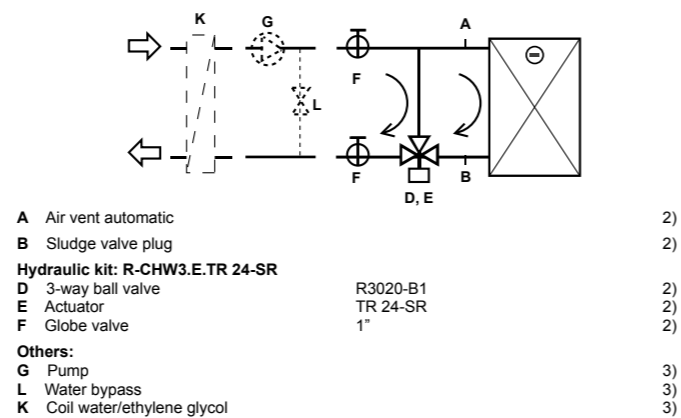 K
G
A
F
L
F
B
D, E
A Air vent automatic 2)
B Sludge valve plug 2)
Hydraulic kit: R-CHW3.E.TR 24-SR
D 3-way ball valve R3020-B1 2)
E Actuator TR 24-SR 2)
F Globe valve 1” 2)
Others:
G Pump 3)
L Water bypass 3)
K Coil water/ethylene glycol 3)